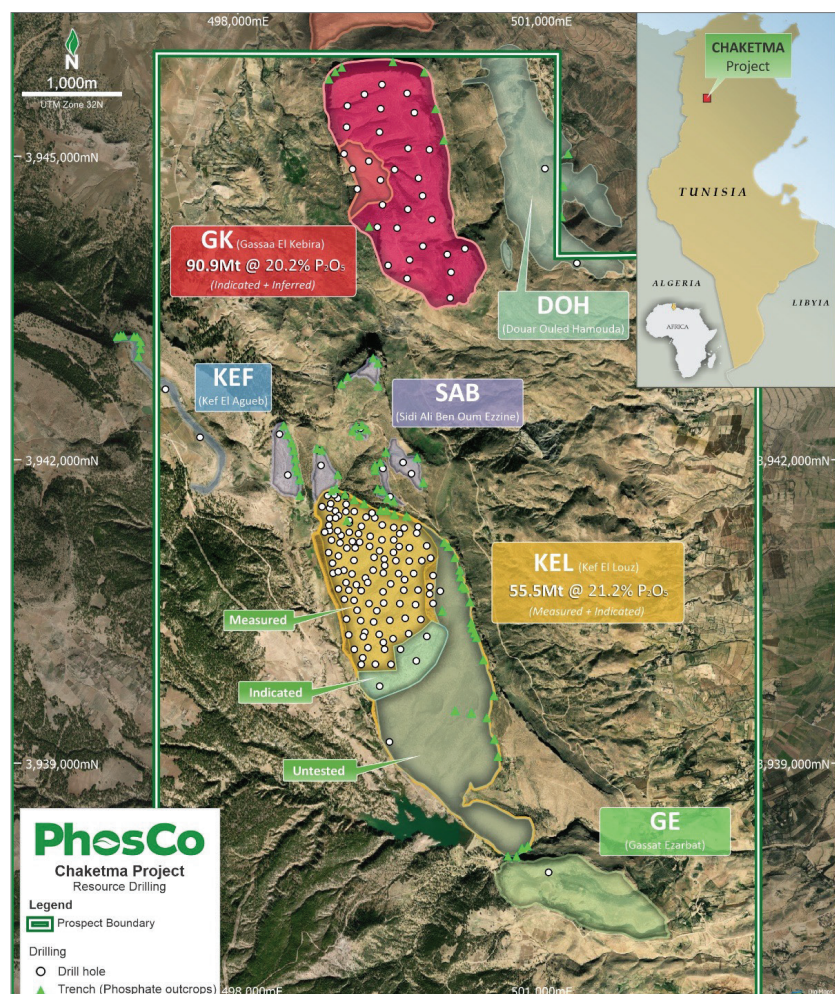 498,000mE
501,000mE
N
1,000m
UTM Zone 32N
CHAKETMA
Project
3,945,000mN
TUNISIA
ALGERIA
LIBYIA
AFRICA
GK (Gassaa El Kebira)
90.9Mt @ 20.2% P₂O₅
(Indicated + Inferred)
DOH
(Douar Ouled Hamouda)
KEF
(Kef El Agueb)
SAB
(Sidi Ali Ben Oum Ezzine)
3,942,000mN
3,942,000mN
KEL (Kef El Louz)
55.5Mt @ 21.2% P₂O₅
(Measured + Indicated)
Measured
Indicated
Untested
3,939,000mN
3,939,000mN
GE
(Gassat Ezarbat)
PhosCo
Chaketma Project
Resource Drilling
Legend
Prospect Boundary
Drilling
Drill hole
Trench (Phosphate outcrops)
498,000mE
501,000mE